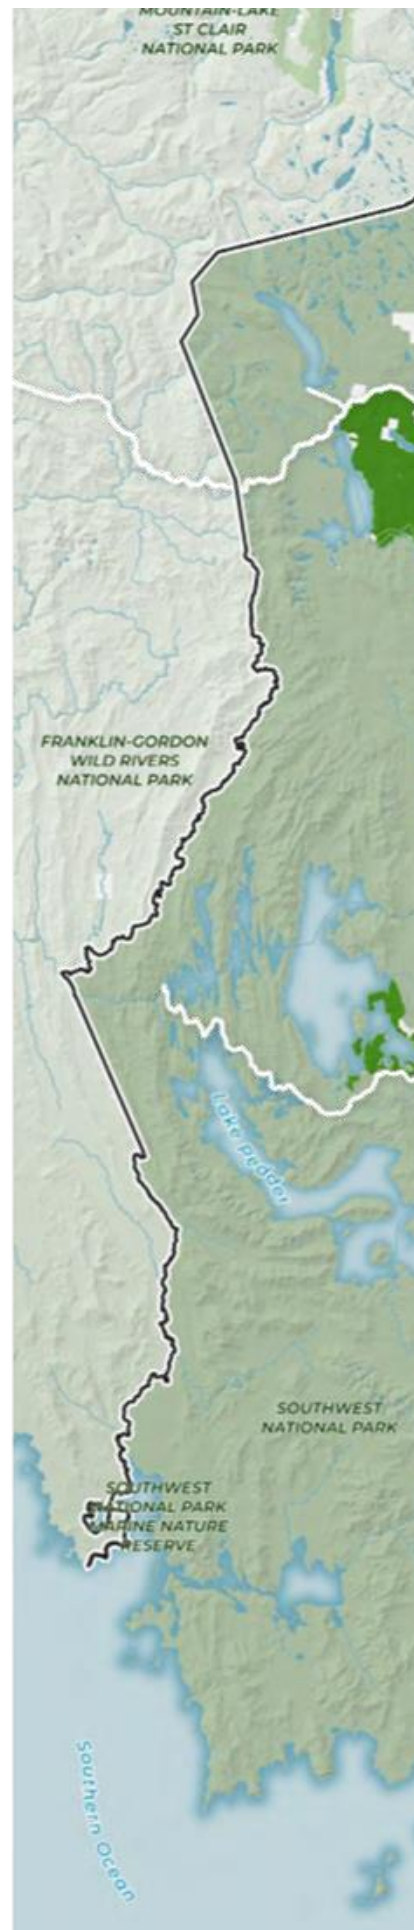 MOUNTAIN-LAKE
ST CLAIR
NATIONAL PARK
FRANKLIN-GORDON
WILD RIVERS
NATIONAL PARK
Lake Pedder
SOUTHWEST
NATIONAL PARK
SOUTHWEST
NATIONAL PARK
MARINE NATURE
RESERVE
Southern Ocean